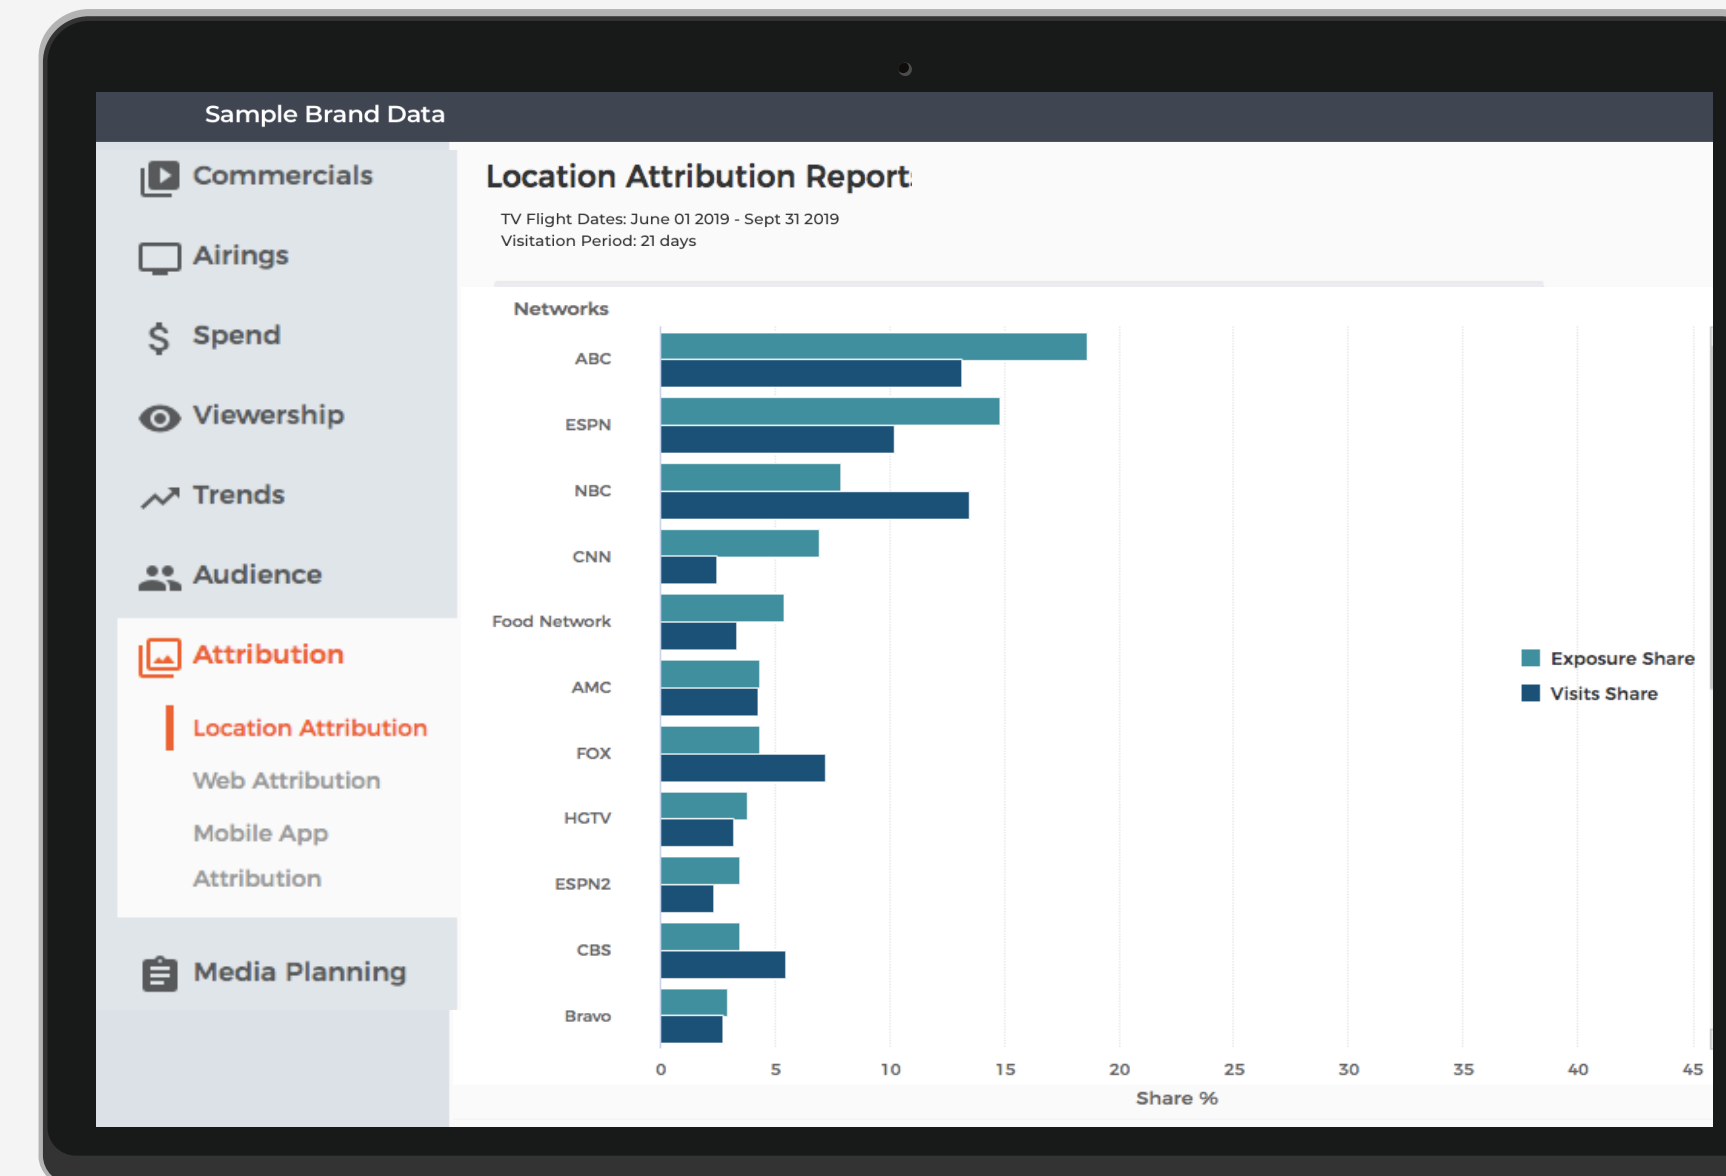 Sample Brand Data
Commercials
Airings
Spend
Viewership
Trends
Audience
Attribution
Location Attribution
Web Attribution
Mobile App
Attribution
Media Planning
Location Attribution Reports
TV Flight Dates: June 01 2019 - Sept 31 2019
Visitation Period: 21 days
Networks
ABC
ESPN
NBC
CNN
Food Network
AMC
FOX
HGTV
ESPN2
CBS
Bravo
0 5 10 15 20 25 30 35 40 45
Share %
Exposure Share
Visits Share